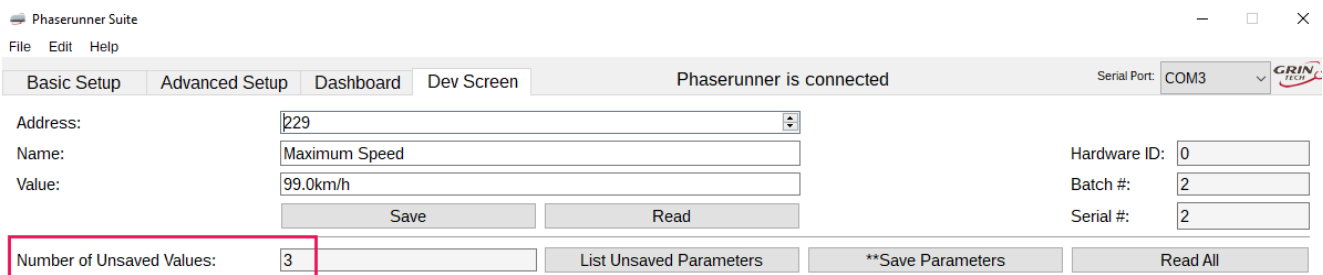 Phaserunner Suite
File Edit Help
Basic Setup Advanced Setup Dashboard Dev Screen Phaserunner is connected Serial Port: COM3 GRIN TECH
Address: 229
Name: Maximum Speed Hardware ID: 0
Value: 99.0km/h Batch #: 2
Save Read Serial #: 2
Number of Unsaved Values: 3 List Unsaved Parameters **Save Parameters Read All